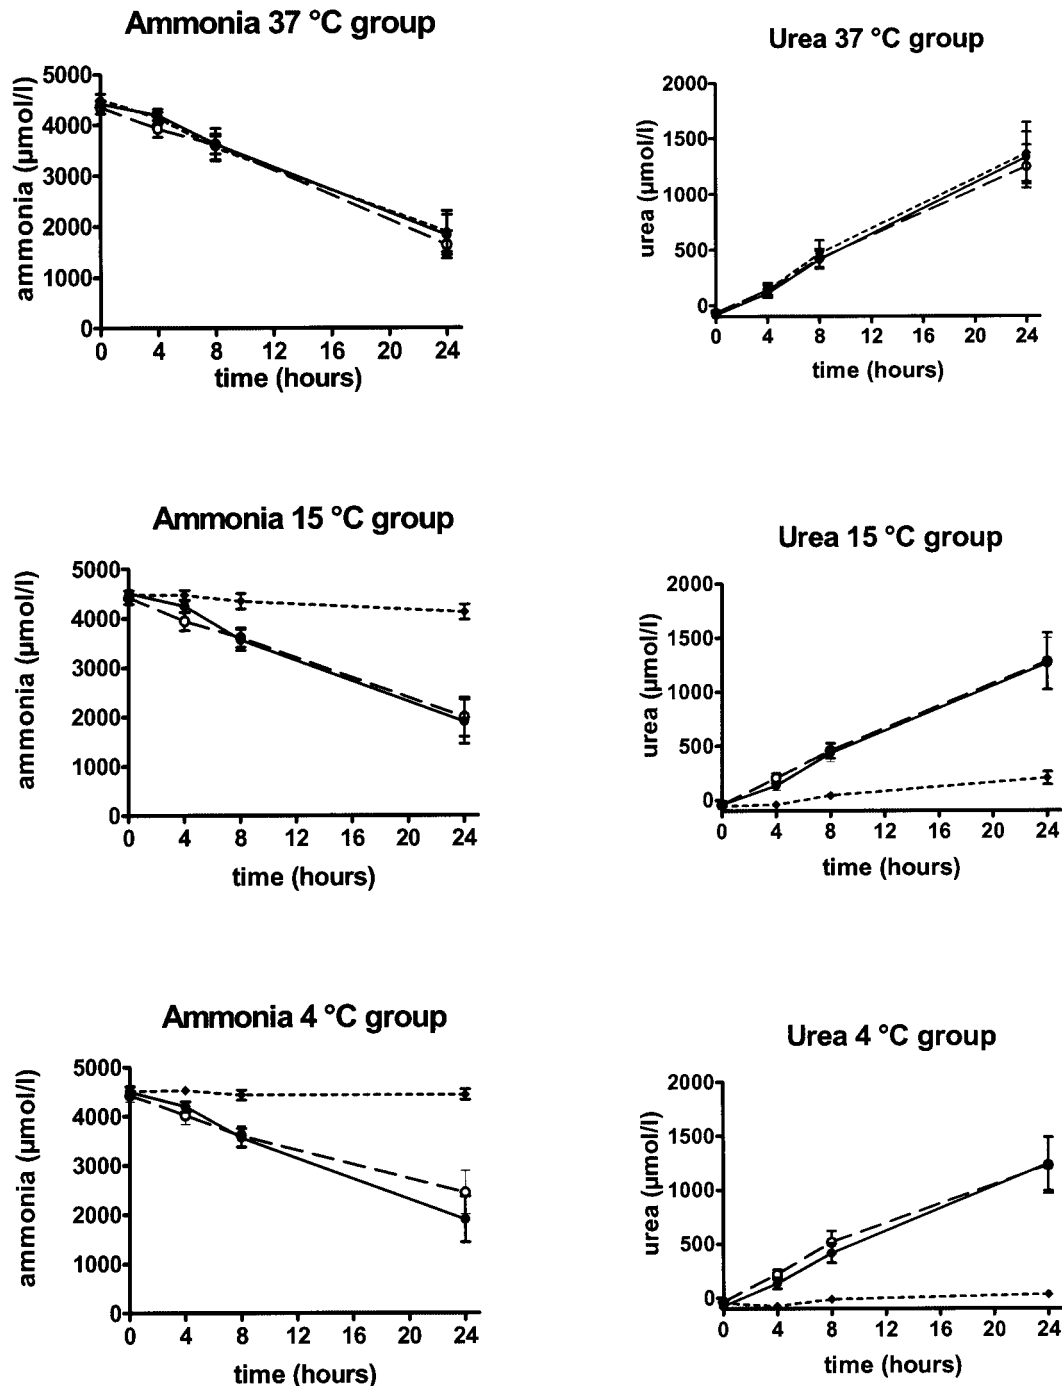 Ammonia 37 °C group
ammonia (µmol/l)
5000
4000
3000
2000
1000
0
0 4 8 12 16 20 24
time (hours)
Urea 37 °C group
urea (µmol/l)
2000
1500
1000
500
0
0 4 8 12 16 20 24
time (hours)
Ammonia 15 °C group
ammonia (µmol/l)
5000
4000
3000
2000
1000
0
0 4 8 12 16 20 24
time (hours)
Urea 15 °C group
urea (µmol/l)
2000
1500
1000
500
0
0 4 8 12 16 20 24
time (hours)
Ammonia 4 °C group
ammonia (µmol/l)
5000
4000
3000
2000
1000
0
0 4 8 12 16 20 24
time (hours)
Urea 4 °C group
urea (µmol/l)
2000
1500
1000
500
0
0 4 8 12 16 20 24
time (hours)